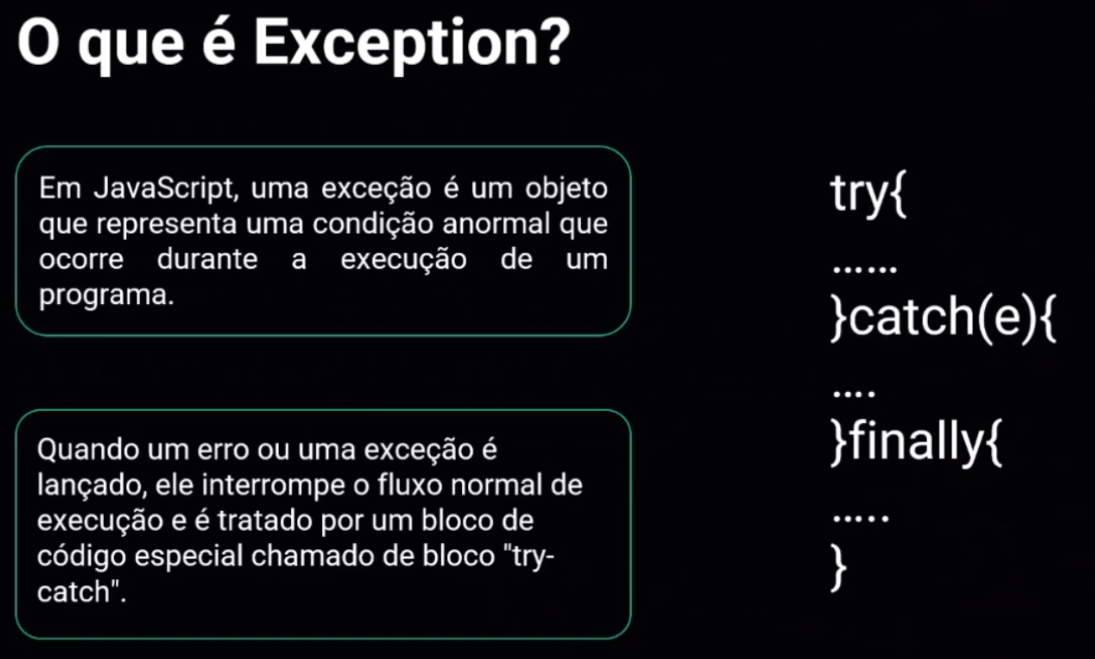 O que é Exception?
Em JavaScript, uma exceção é um objeto
que representa uma condição anormal que
ocorre durante a execução de um
programa.
Quando um erro ou uma exceção é
lançado, ele interrompe o fluxo normal de
execução e é tratado por um bloco de
código especial chamado de bloco "try-
catch".
try{
......
}catch(e){
....
}finally{
.....
}